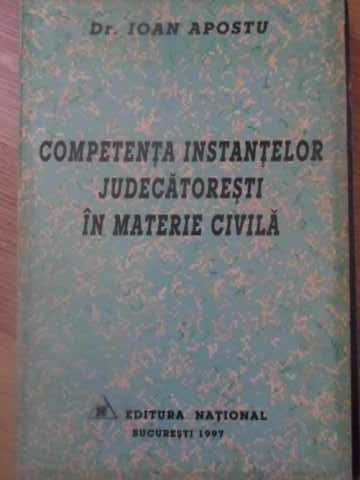 Dr. IOAN APOSTU
COMPETENȚA INSTANȚELOR
JUDECĂTOREȘTI
ÎN MATERIE CIVILĂ
N EDITURA NAȚIONAL
BUCUREȘTI 1997